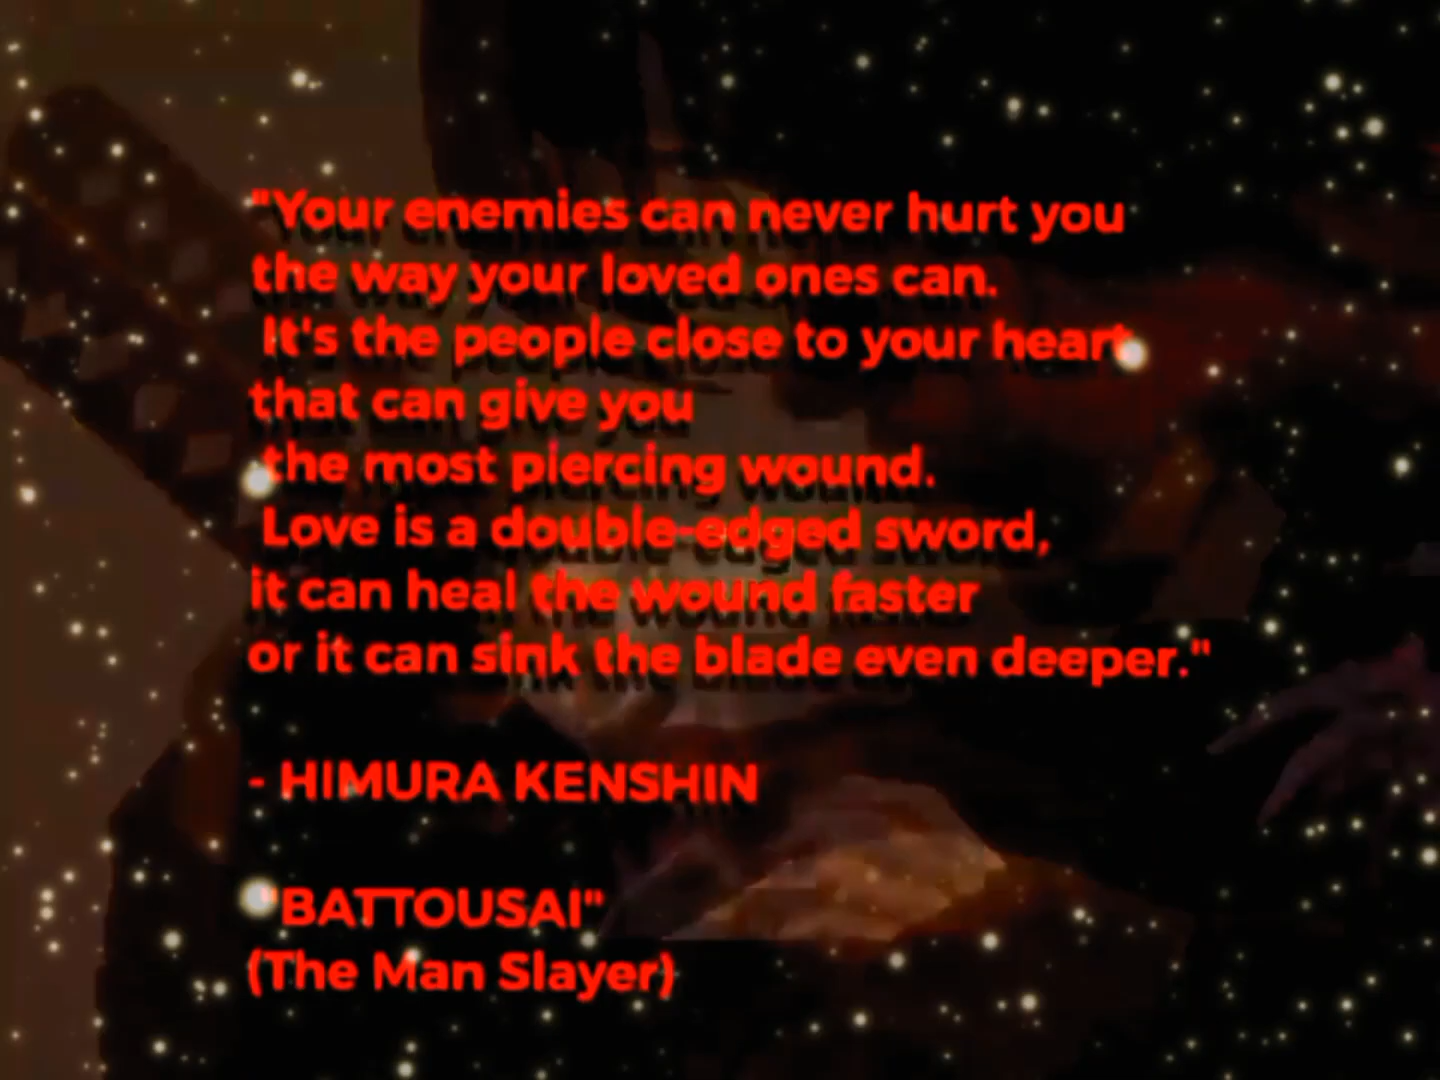 "Your enemies can never hurt you
the way your loved ones can.
It's the people close to your heart
that can give you
the most piercing wound.
Love is a double-edged sword,
it can heal the wound faster
or it can sink the blade even deeper."
- HIMURA KENSHIN
"BATTOUSAI"
(The Man Slayer)